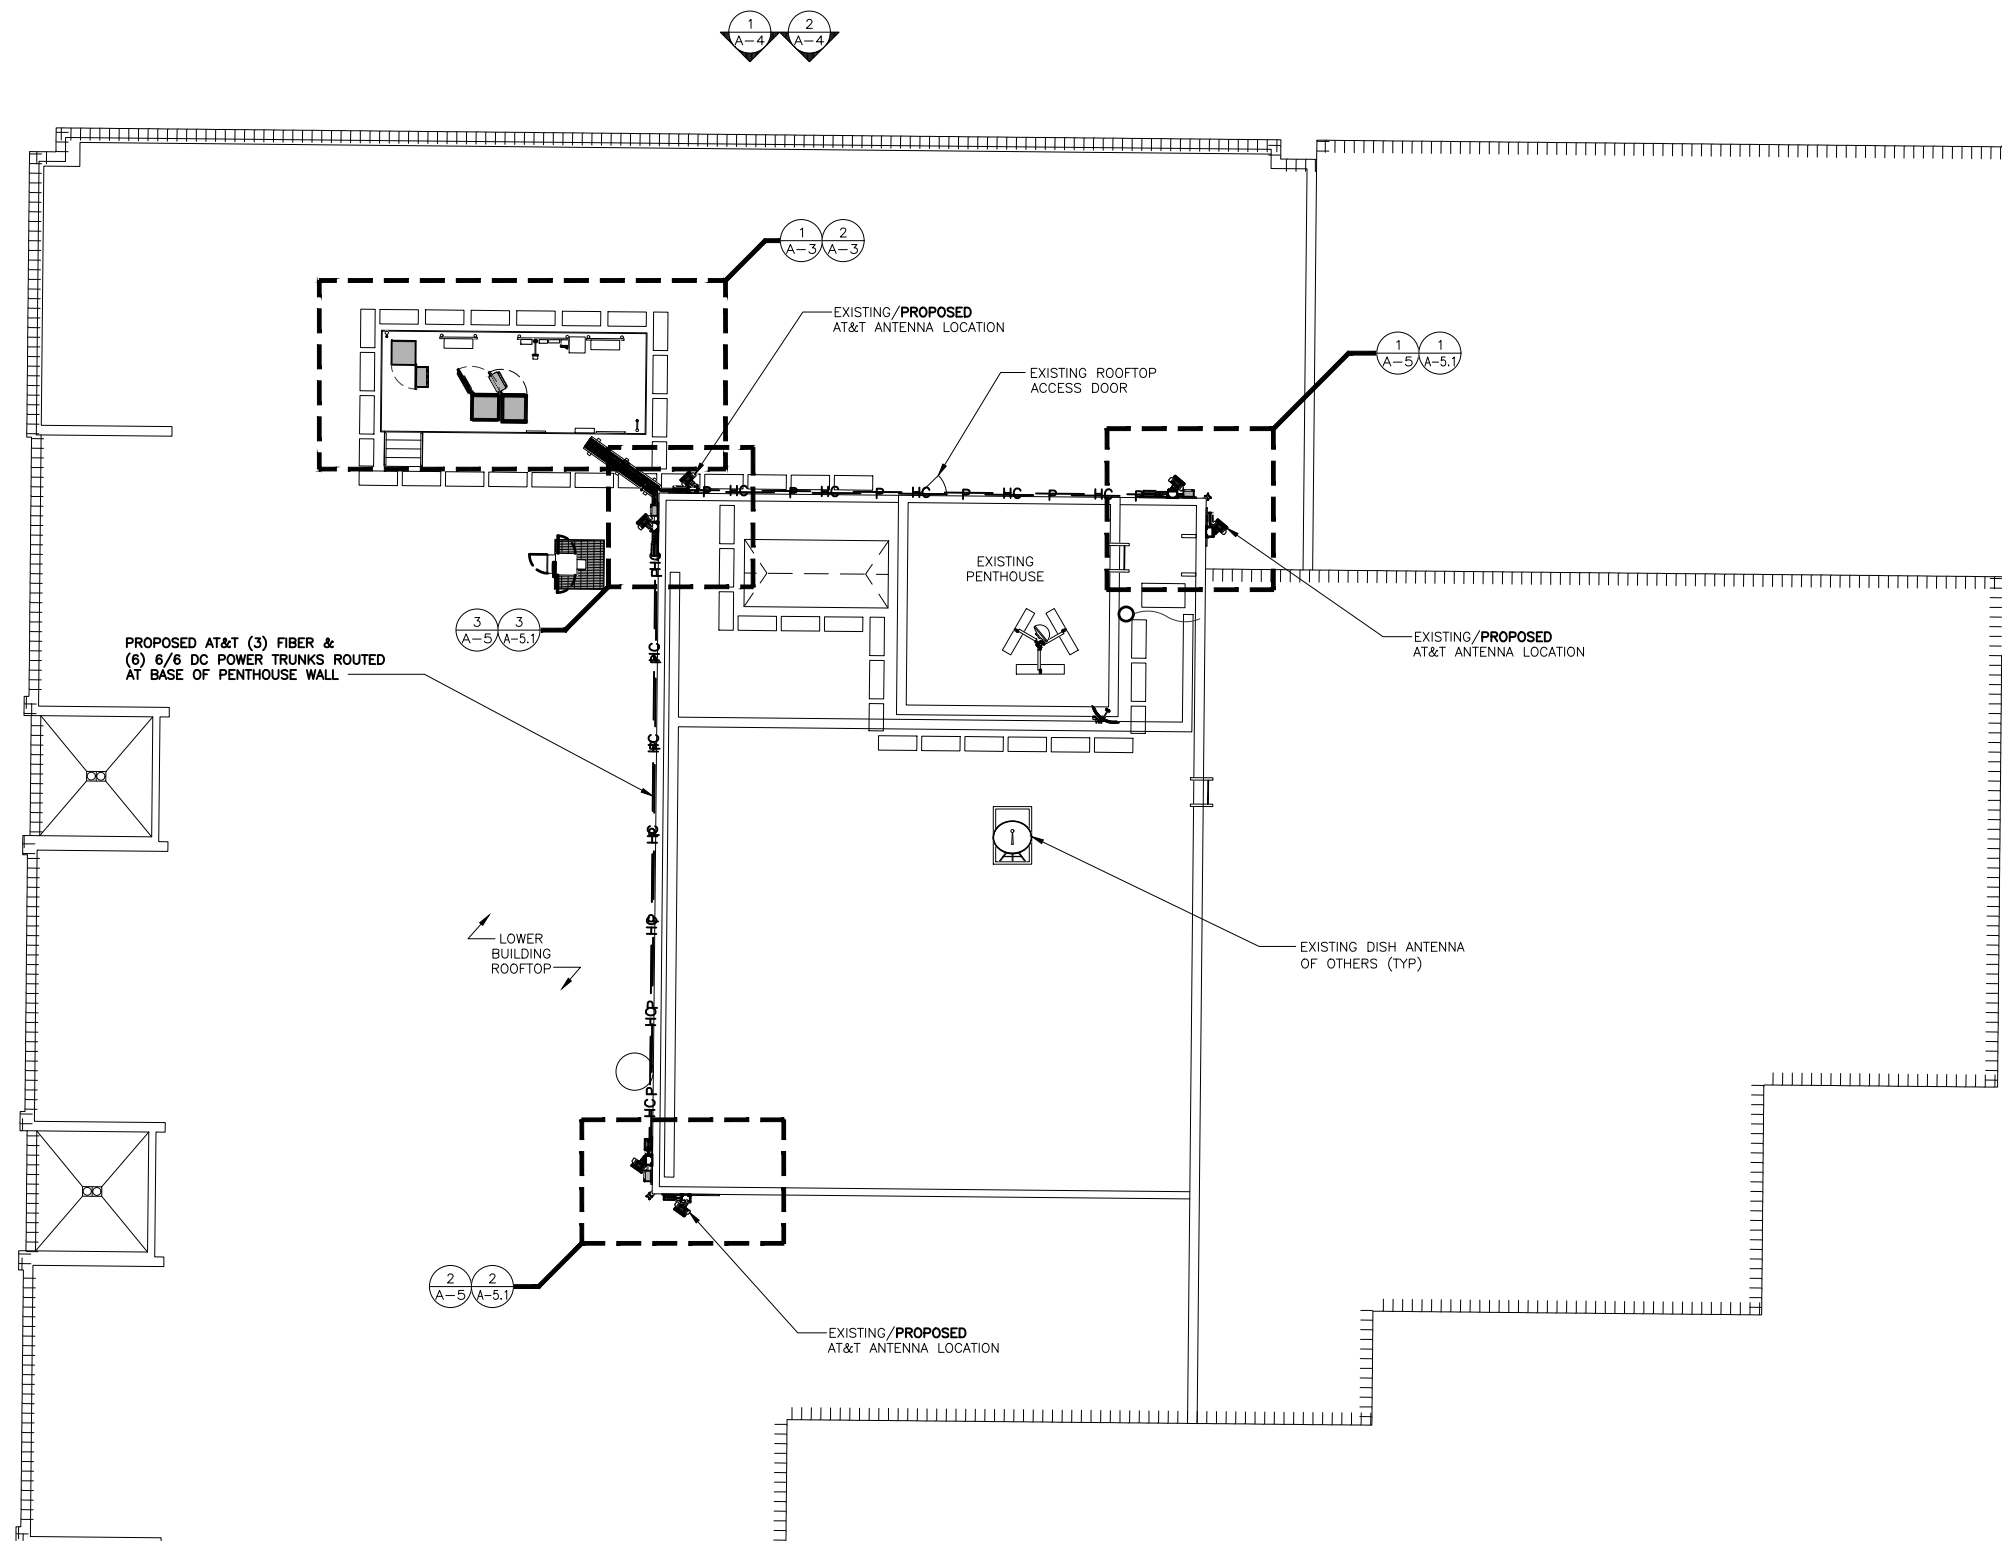 1
A-4
2
A-4
1
A-3
2
A-3
EXISTING/PROPOSED
AT&T ANTENNA LOCATION
1
A-5
1
A-5.1
EXISTING ROOFTOP
ACCESS DOOR
P HC P HC P HC P HC P
EXISTING
PENTHOUSE
HC
P
3
A-5
3
A-5.1
PROPOSED AT&T (3) FIBER &
(6) 6/6 DC POWER TRUNKS ROUTED
AT BASE OF PENTHOUSE WALL
EXISTING/PROPOSED
AT&T ANTENNA LOCATION
LOWER
BUILDING
ROOFTOP
EXISTING DISH ANTENNA
OF OTHERS (TYP)
HC
P
HC
2
A-5
2
A-5.1
EXISTING/PROPOSED
AT&T ANTENNA LOCATION